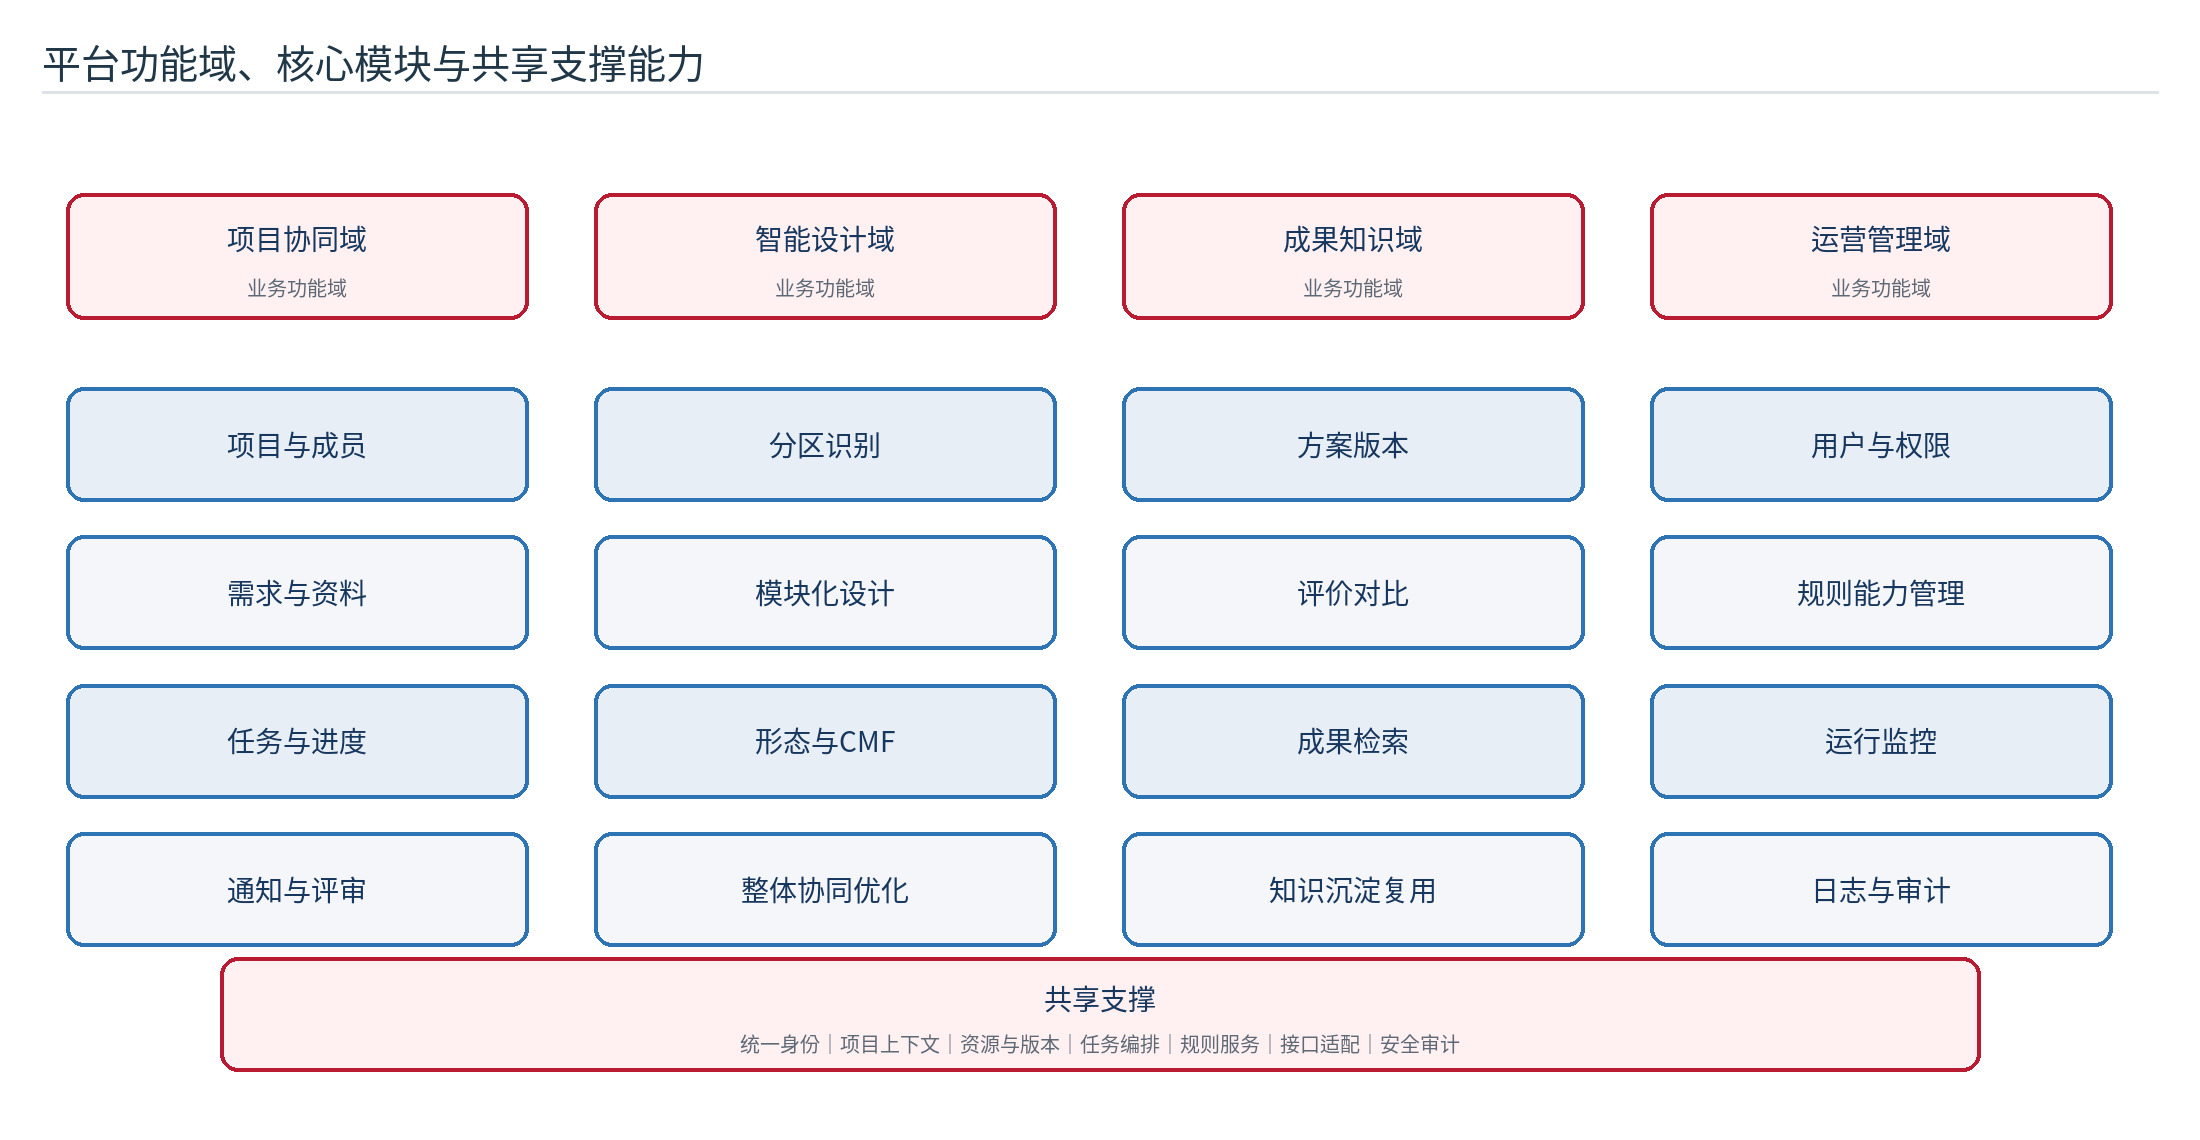 平台功能域、核心模块与共享支撑能力
项目协同域
业务功能域
智能设计域
业务功能域
成果知识域
业务功能域
运营管理域
业务功能域
项目与成员
分区识别
方案版本
用户与权限
需求与资料
模块化设计
评价对比
规则能力管理
任务与进度
形态与CMF
成果检索
运行监控
通知与评审
整体协同优化
知识沉淀复用
日志与审计
共享支撑
统一身份｜项目上下文｜资源与版本｜任务编排｜规则服务｜接口适配｜安全审计